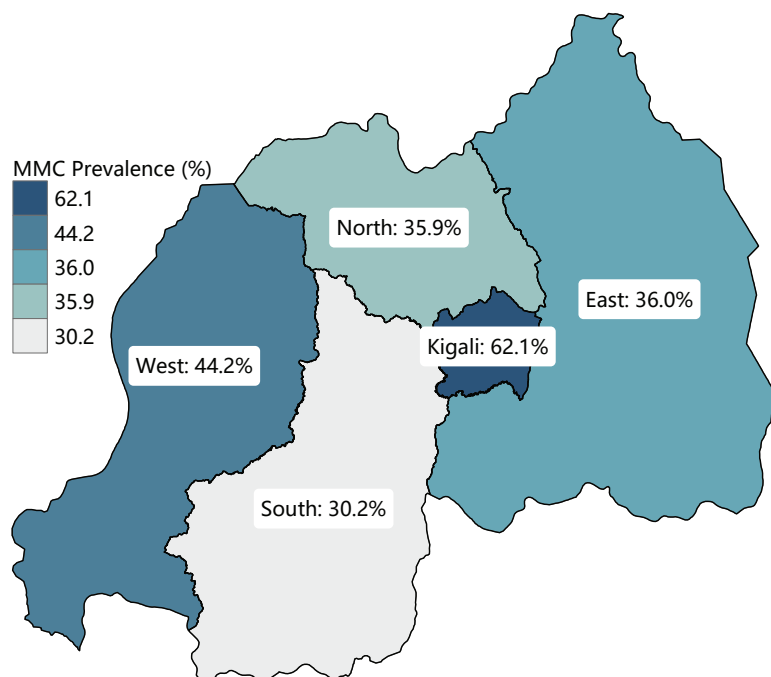 MMC Prevalence (%)
62.1
44.2
36.0
35.9
30.2
North: 35.9%
East: 36.0%
Kigali: 62.1%
West: 44.2%
South: 30.2%